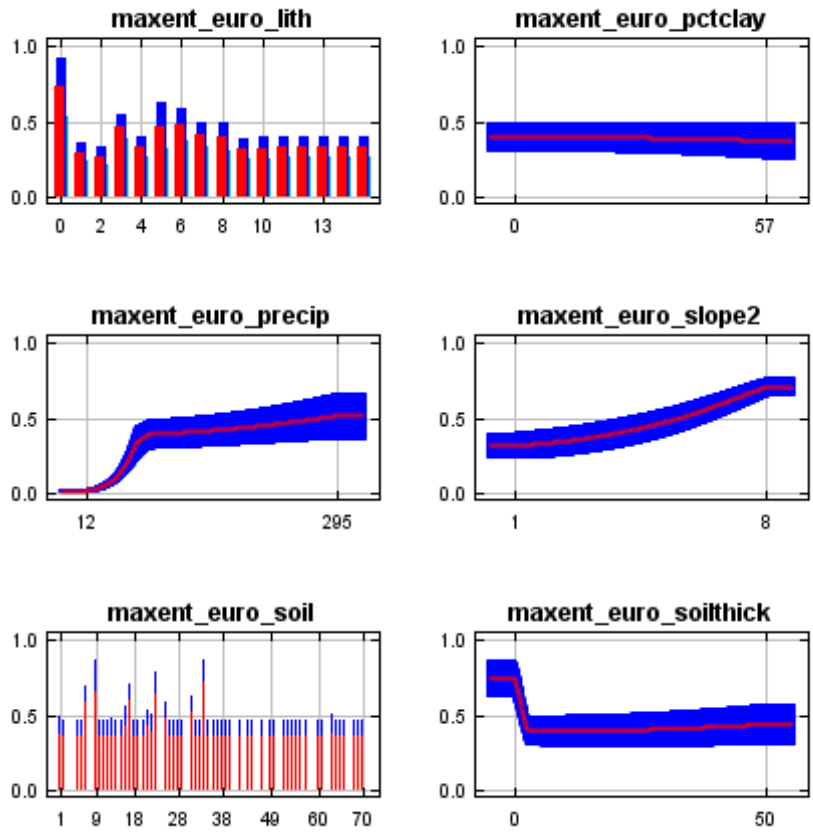 maxent_euro_lith
maxent_euro_pctclay
1.0
0.5
0.0
0 2 4 6 8 10 13
1.0
0.5
0.0
0 57
maxent_euro_precip
maxent_euro_slope2
1.0
0.5
0.0
12 295
1.0
0.5
0.0
1 8
maxent_euro_soil
maxent_euro_soilthick
1.0
0.5
0.0
1 9 18 28 38 49 60 70
1.0
0.5
0.0
0 50